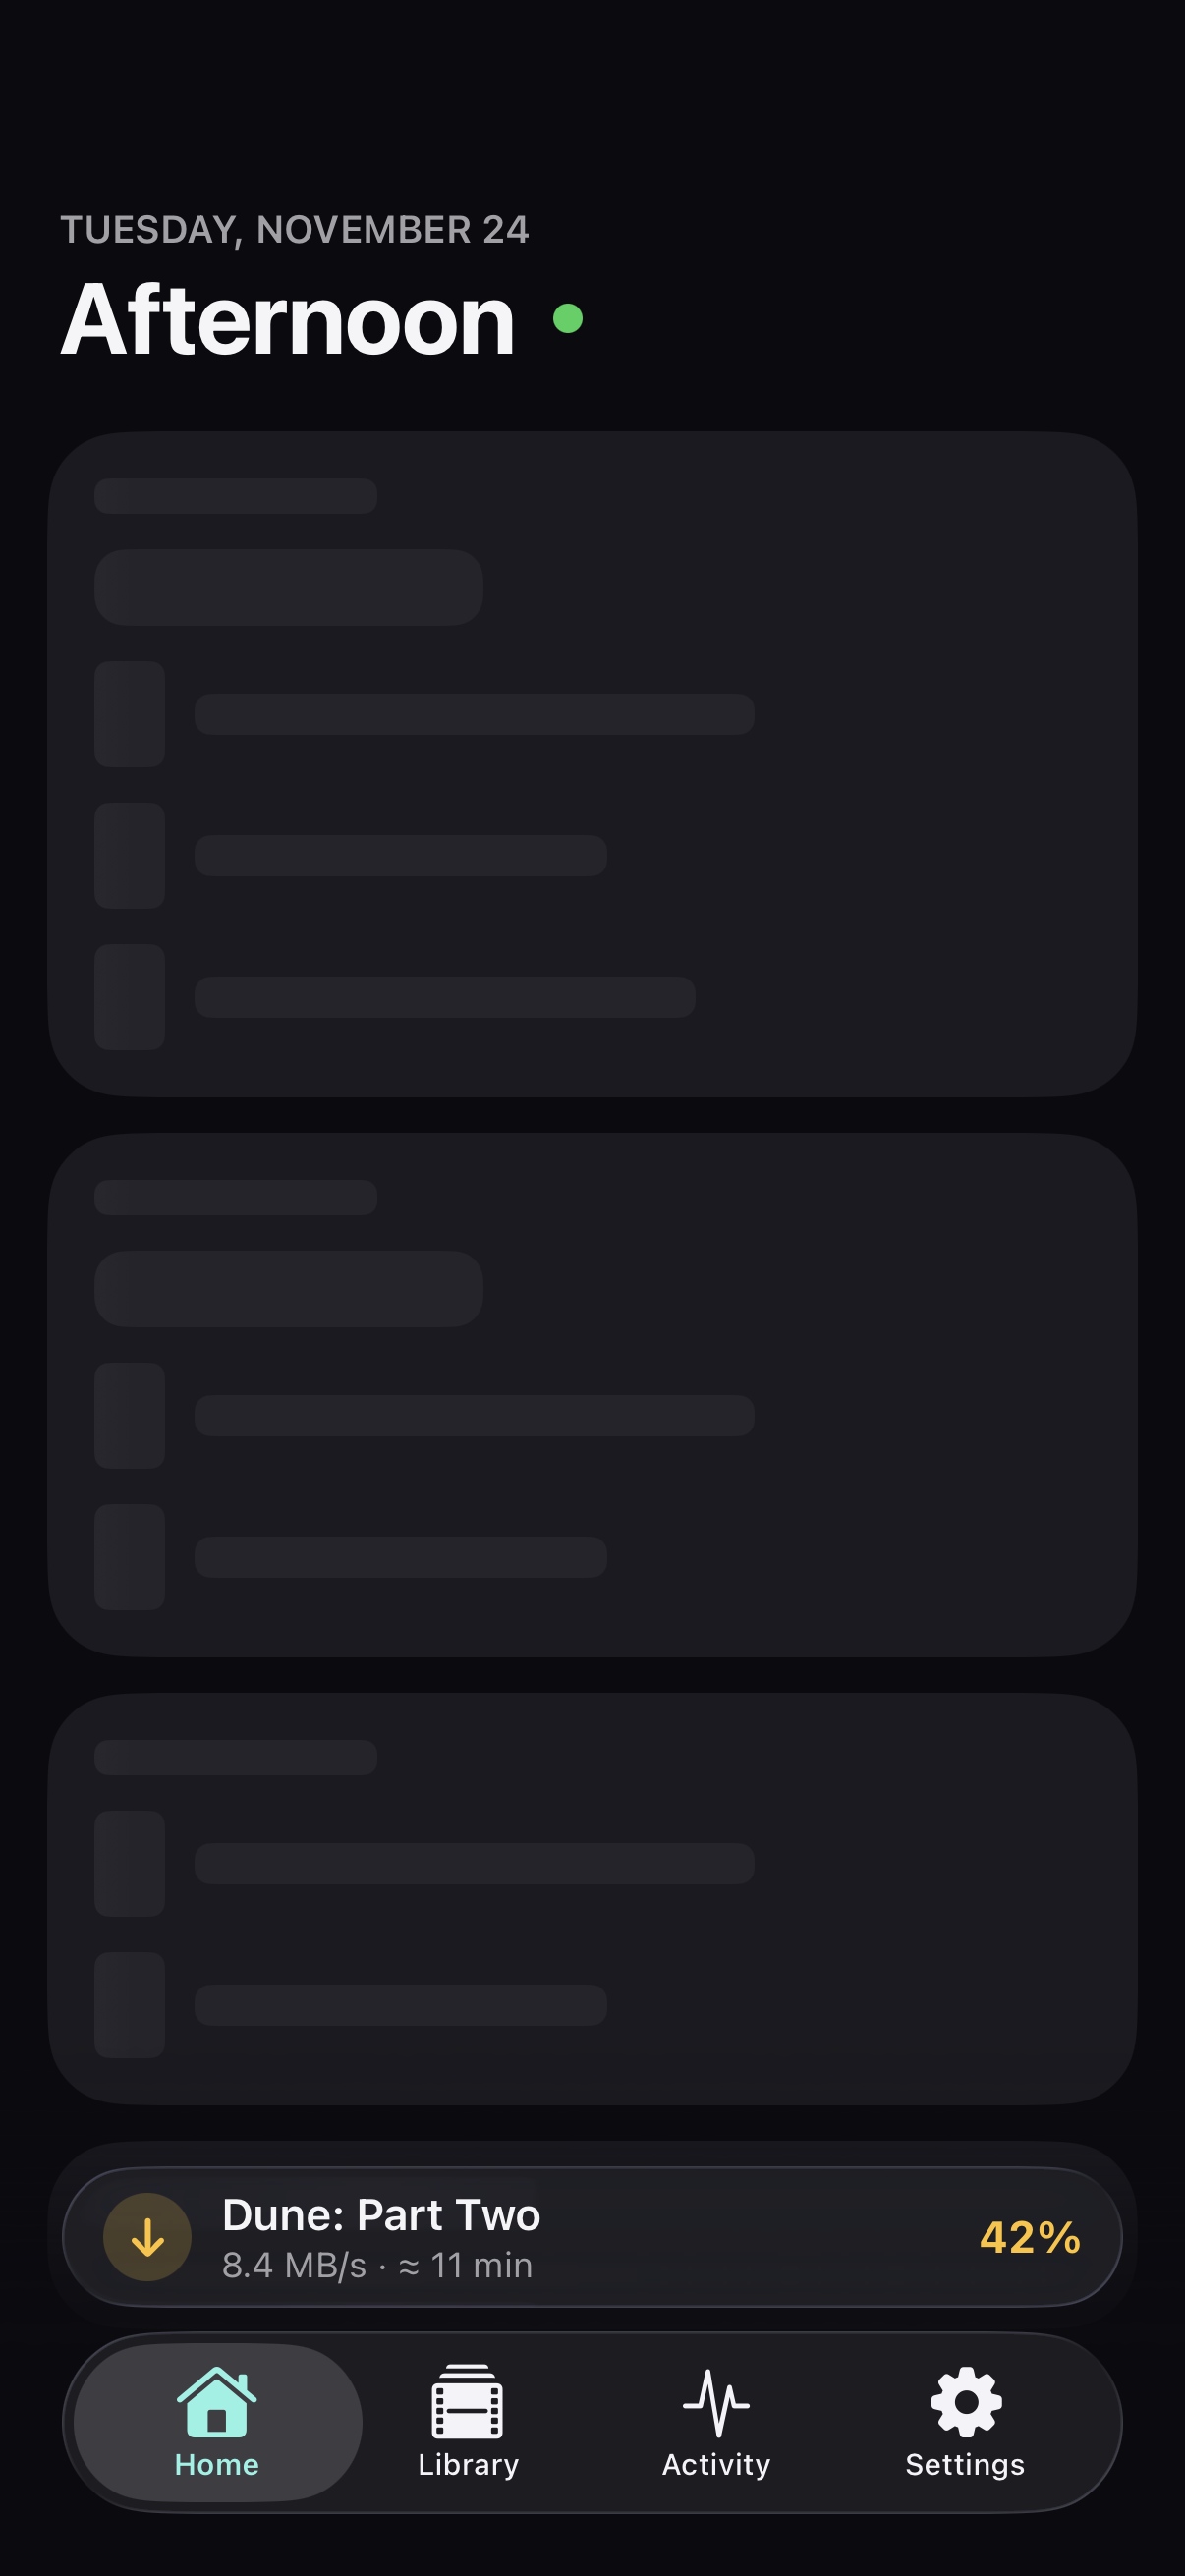 TUESDAY, NOVEMBER 24
Afternoon
Dune: Part Two
8.4 MB/s · ≈ 11 min
42%
Home
Library
Activity
Settings